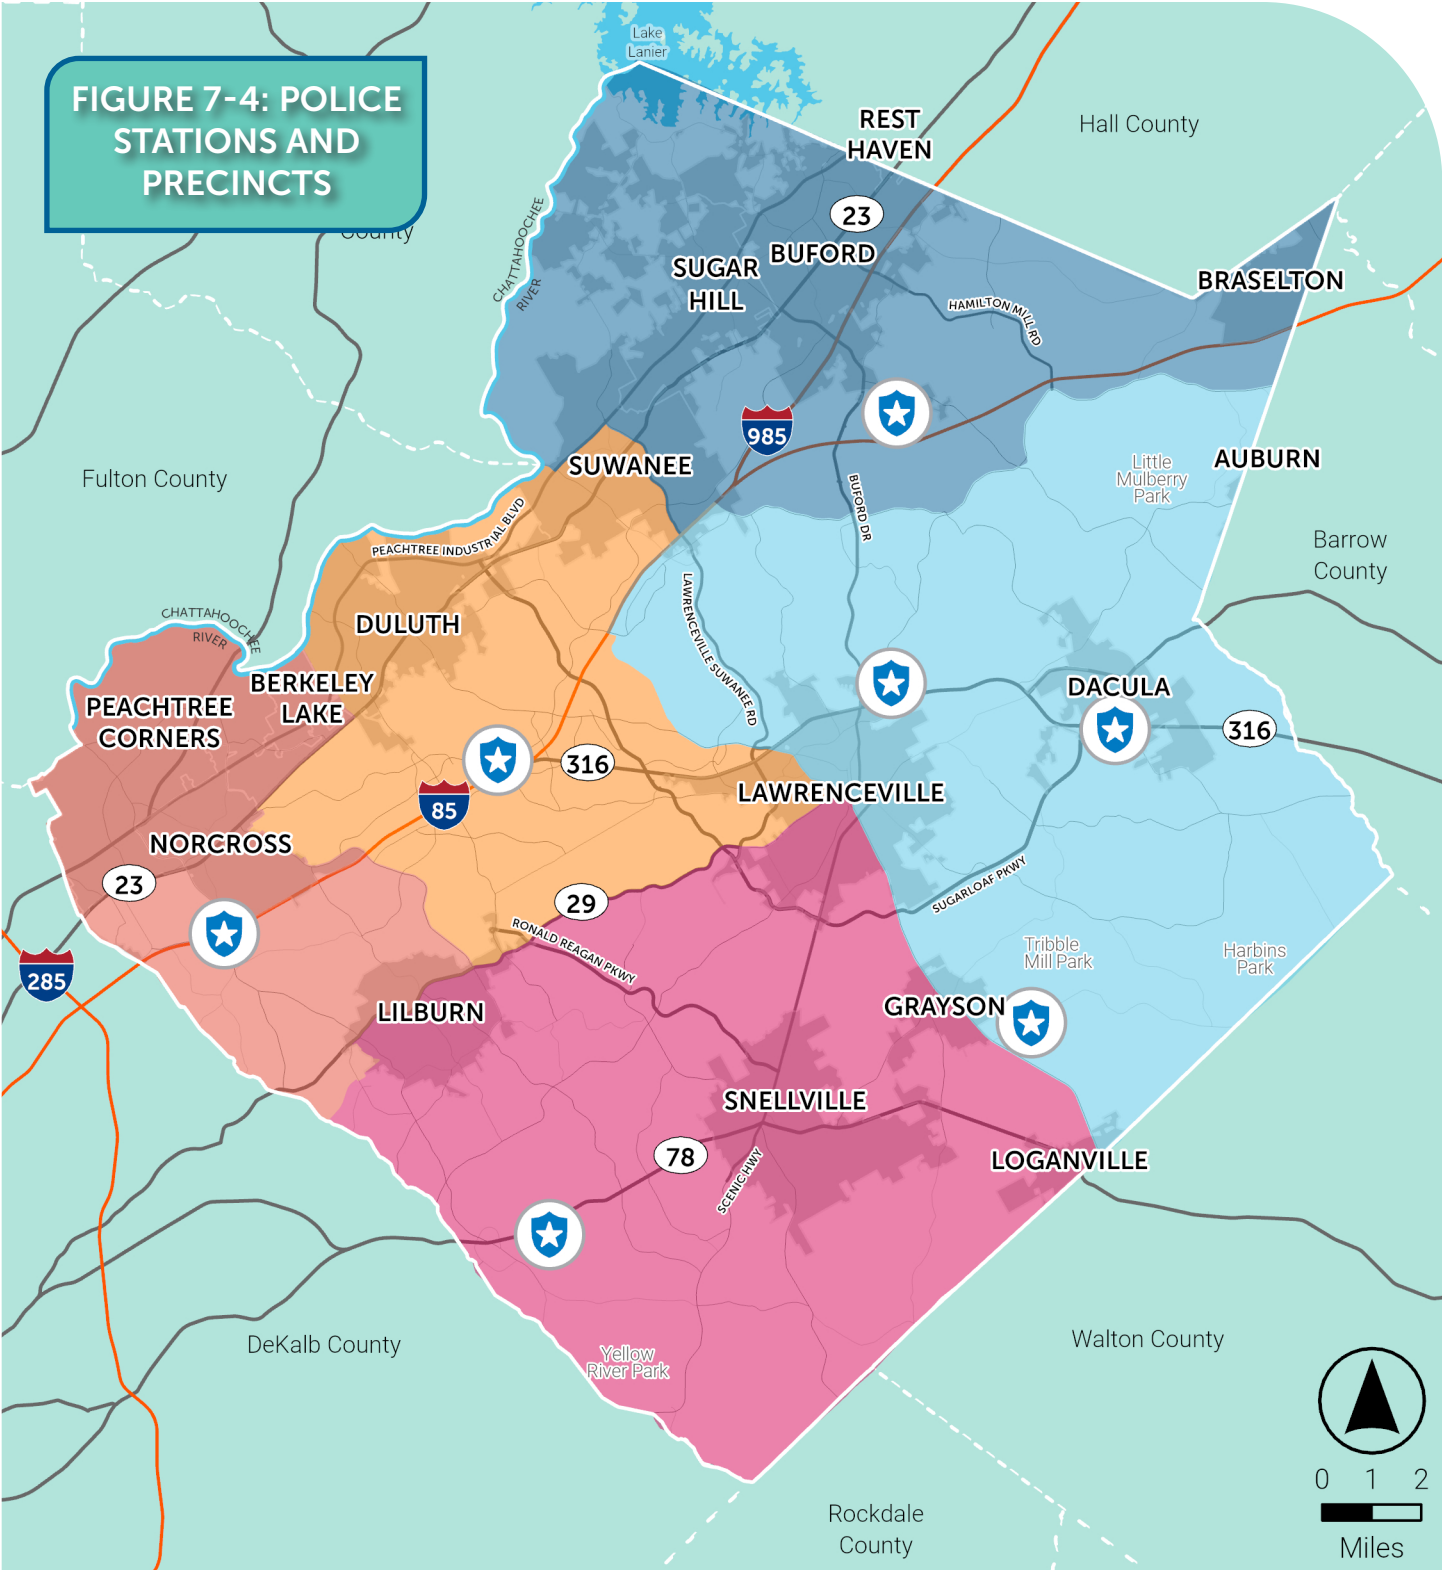 FIGURE 7-4: POLICE
STATIONS AND
PRECINCTS
County
Lake
Lanier
REST
HAVEN
Hall County
23
BUFORD
SUGAR
HILL
BRASELTON
CHATTAHOOCHEE
RIVER
HAMILTON MILL RD
985
SUWANEE
AUBURN
Little
Mulberry
Park
Fulton County
BUFORD DR
PEACHTREE INDUSTRIAL BLVD
Barrow
County
LAWRENCEVILLE SUWANEE RD
CHATTAHOOCHEE
RIVER
DULUTH
BERKELEY
LAKE
PEACHTREE
CORNERS
DACULA
316
316
85
LAWRENCEVILLE
NORCROSS
23
29
SUGARLOAF PKWY
RONALD REAGAN PKWY
Tribble
Mill Park
Harbins
Park
285
LILBURN
GRAYSON
SNELLVILLE
78
SCENIC HWY
LOGANVILLE
DeKalb County
Yellow
River Park
Walton County
Rockdale
County
0 1 2
Miles